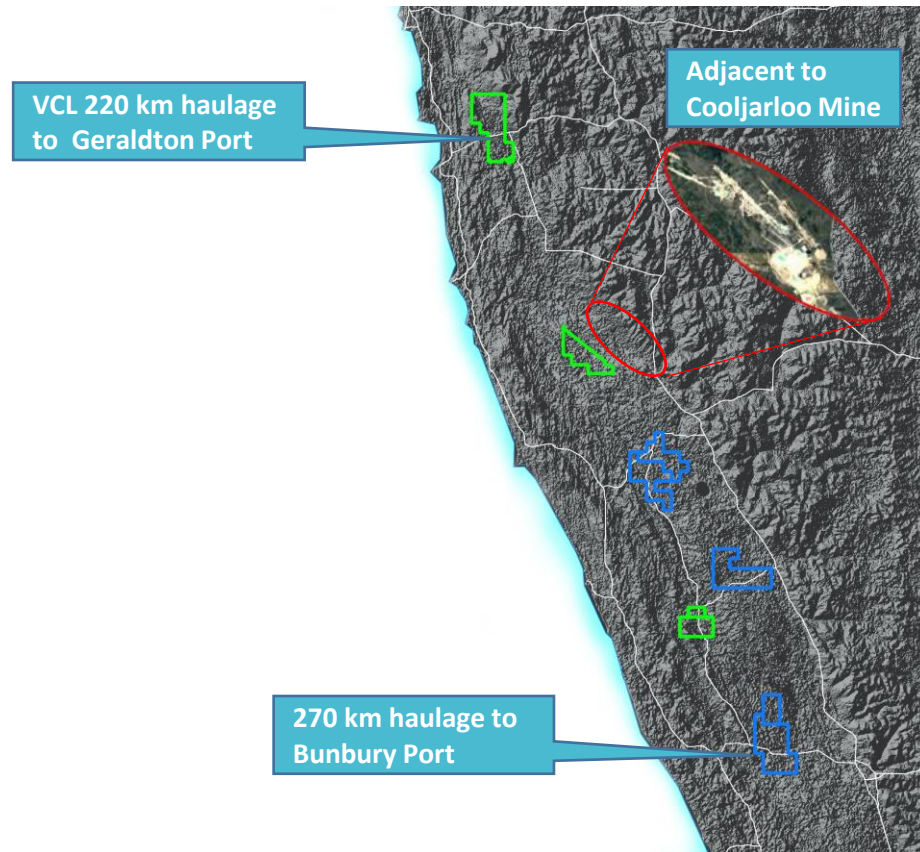 Adjacent to
Cooljarloo Mine
VCL 220 km haulage
to Geraldton Port
270 km haulage to
Bunbury Port